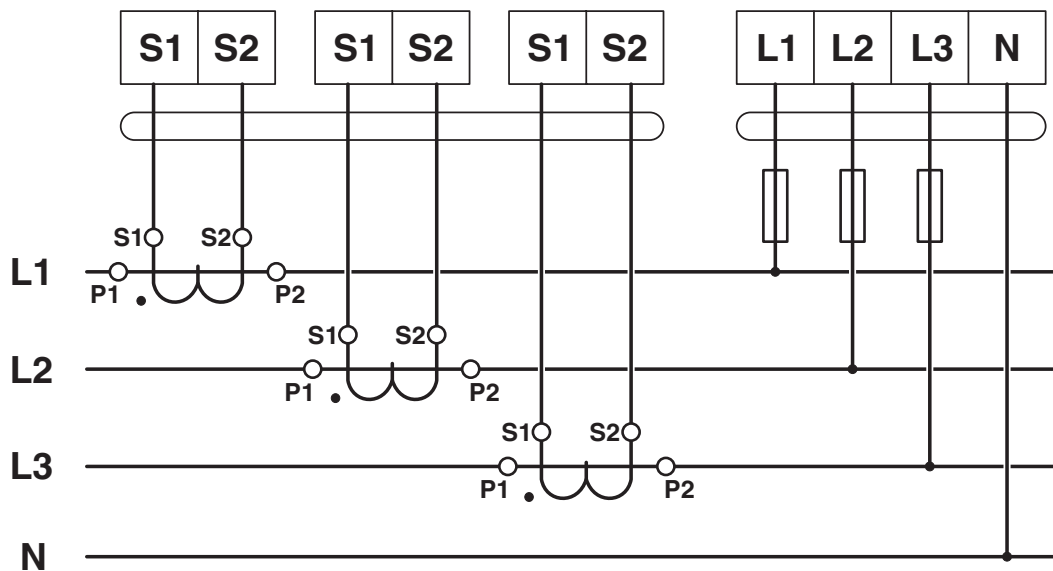 S1 S2 S1 S2 S1 S2 L1 L2 L3 N
S1 S2
L1
P1 P2
S1 S2
L2
P1 P2
S1 S2
L3
P1 P2
N